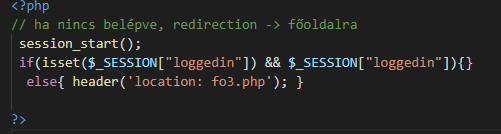 <?php
// ha nincs belépve, redirection -> főoldalra
session_start();
if(isset($_SESSION["loggedin"]) && $_SESSION["loggedin"]){}
else{ header('location: fo3.php'); }
?>